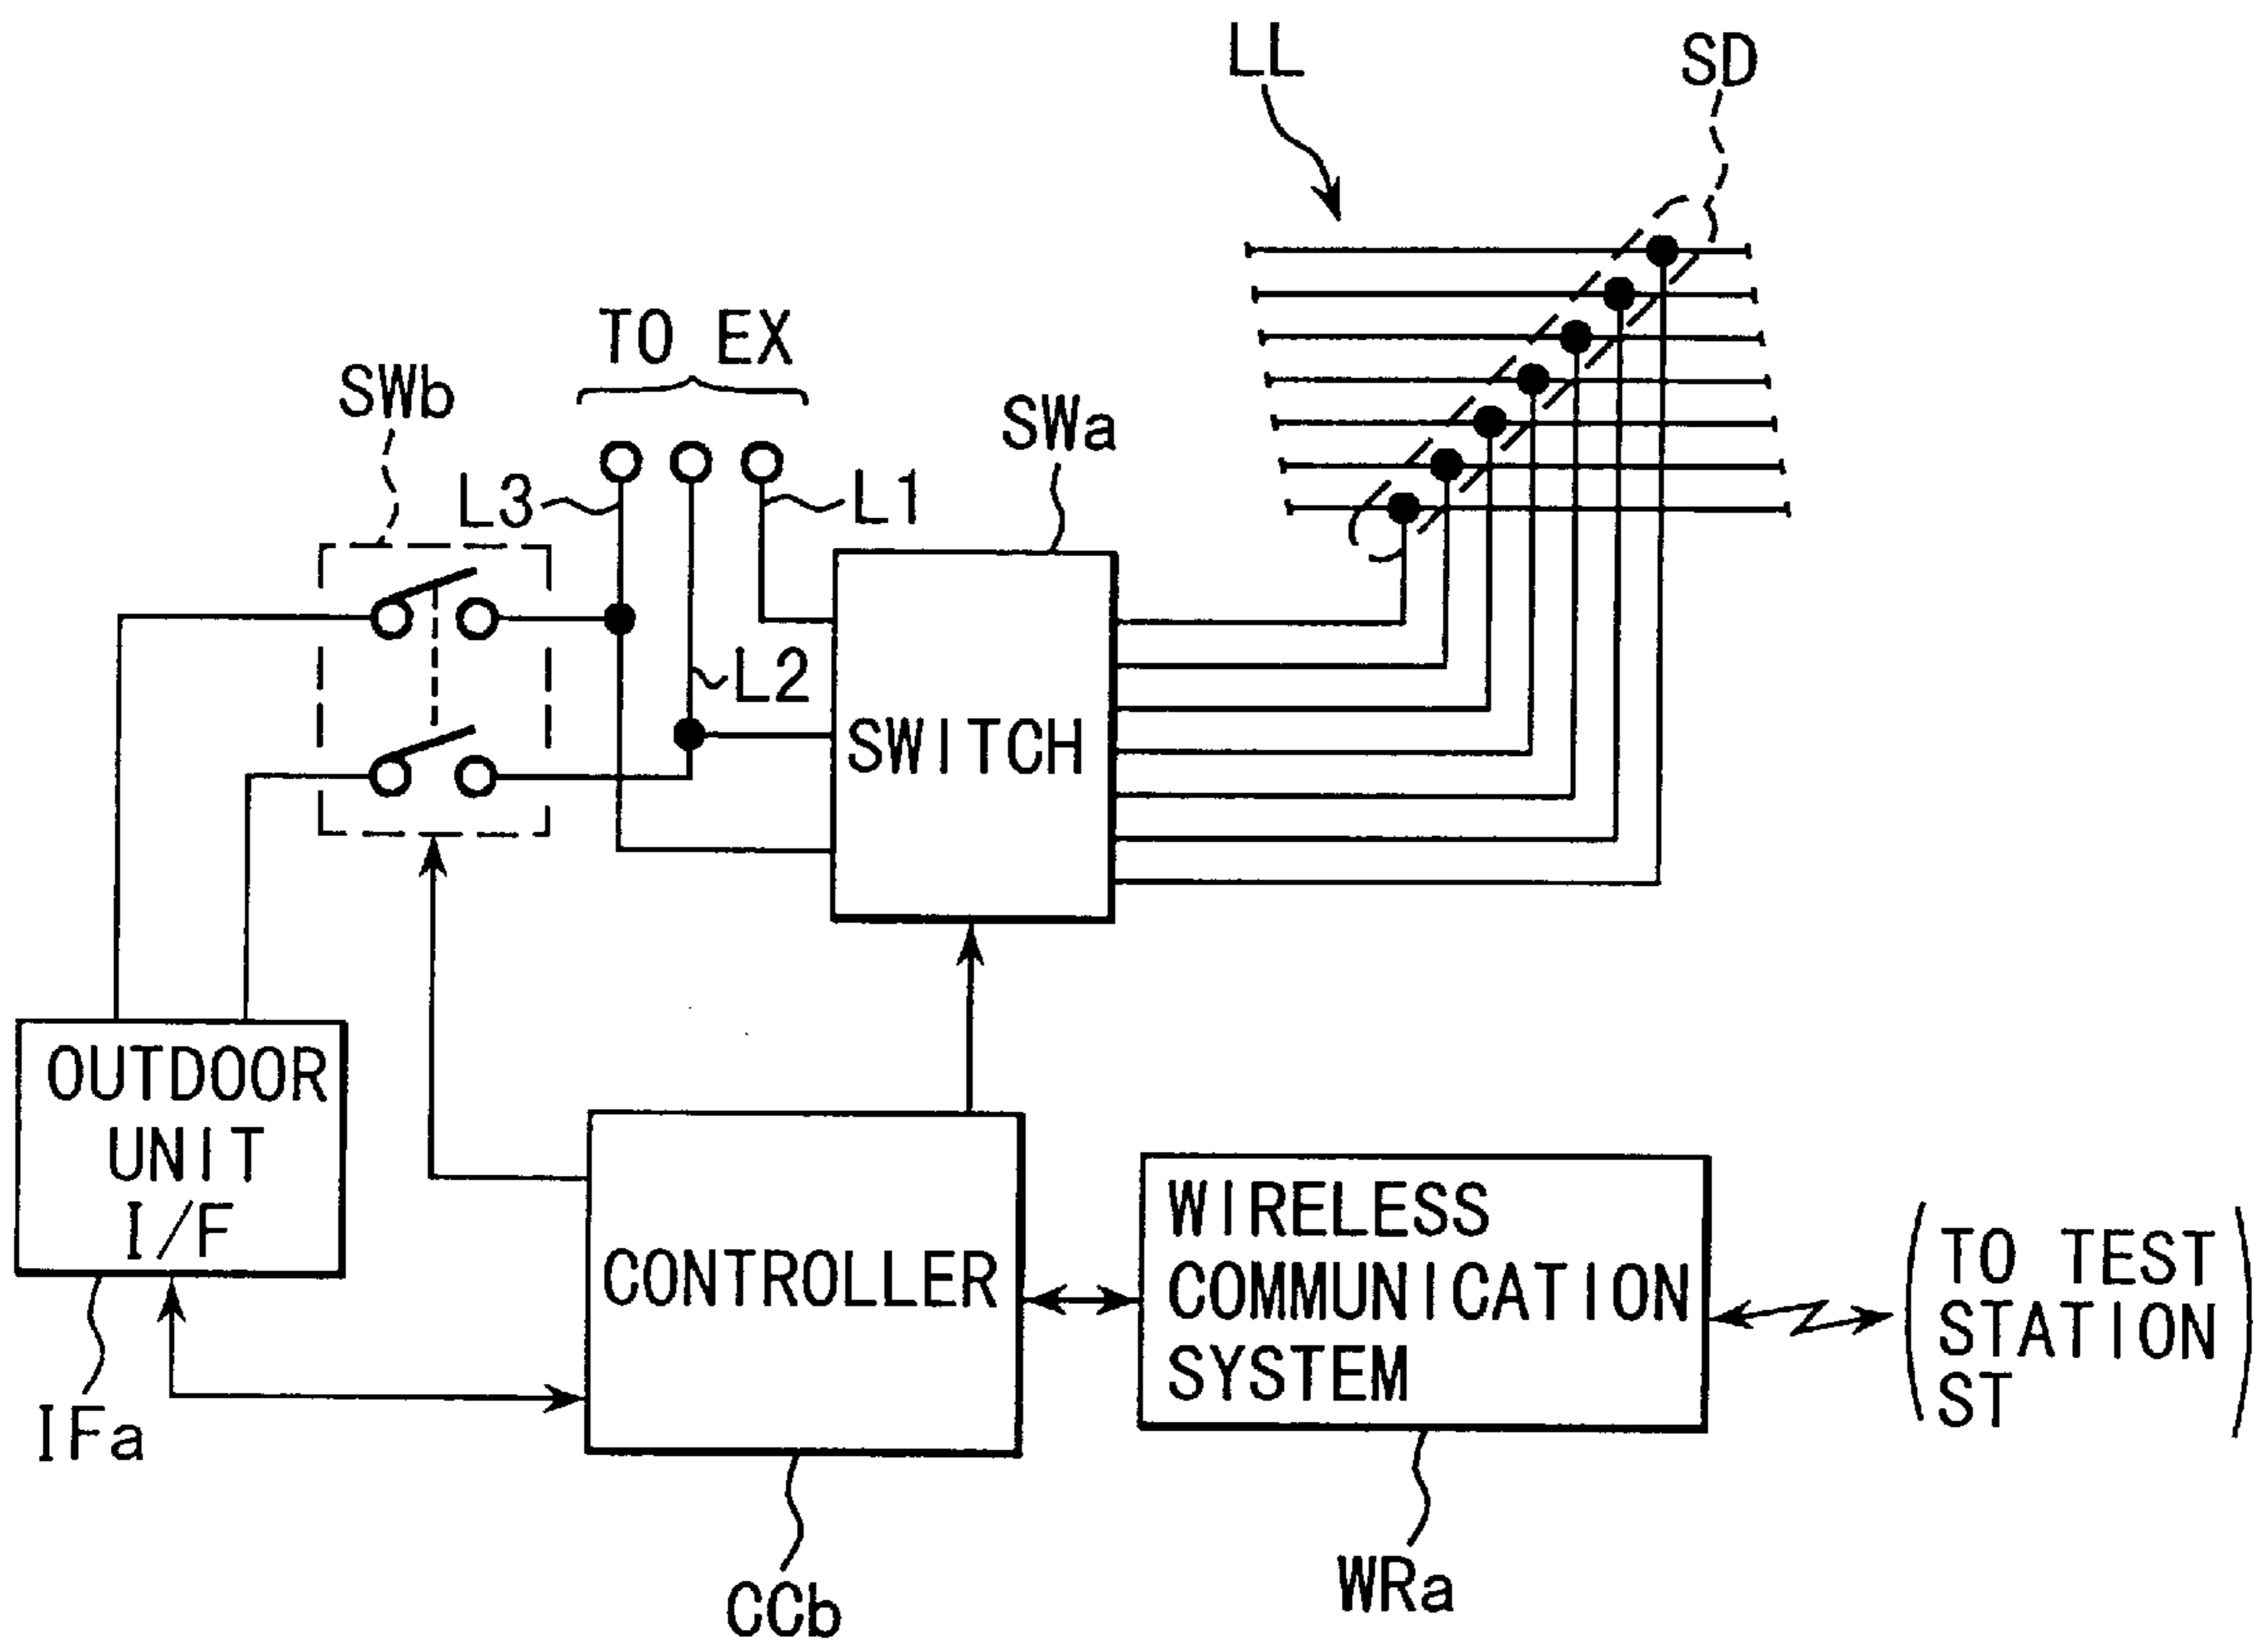 LL
SD
TO EX
SWb
SWa
L3
L1
L2
SWITCH
OUTDOOR
UNIT
I/F
CONTROLLER
WIRELESS
COMMUNICATION
SYSTEM
TO TEST
STATION
ST
IFa
CCb
WRa